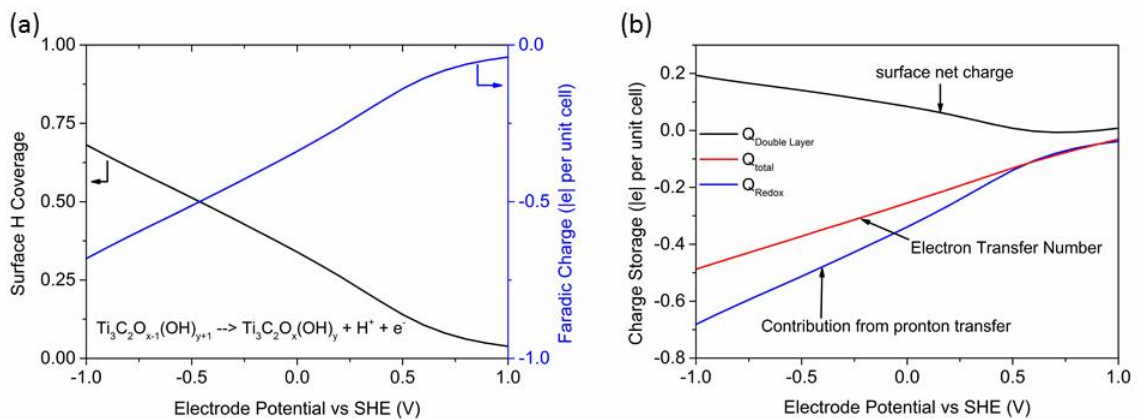 (a)
1.00
0.75
0.50
0.25
0.00
Surface H Coverage
0.0
-0.5
-1.0
Faradic Charge (|e| per unit cell)
Ti3C2Ox-1(OH)y+1 --> Ti3C2Ox(OH)y + H+ + e-
-1.0 -0.5 0.0 0.5 1.0
Electrode Potential vs SHE (V)
(b)
0.2
0.0
-0.2
-0.4
-0.6
-0.8
Charge Storage (|e| per unit cell)
surface net charge
QDouble Layer
Qtotal
QRedox
Electron Transfer Number
Contribution from pronton transfer
-1.0 -0.5 0.0 0.5 1.0
Electrode Potential vs SHE (V)